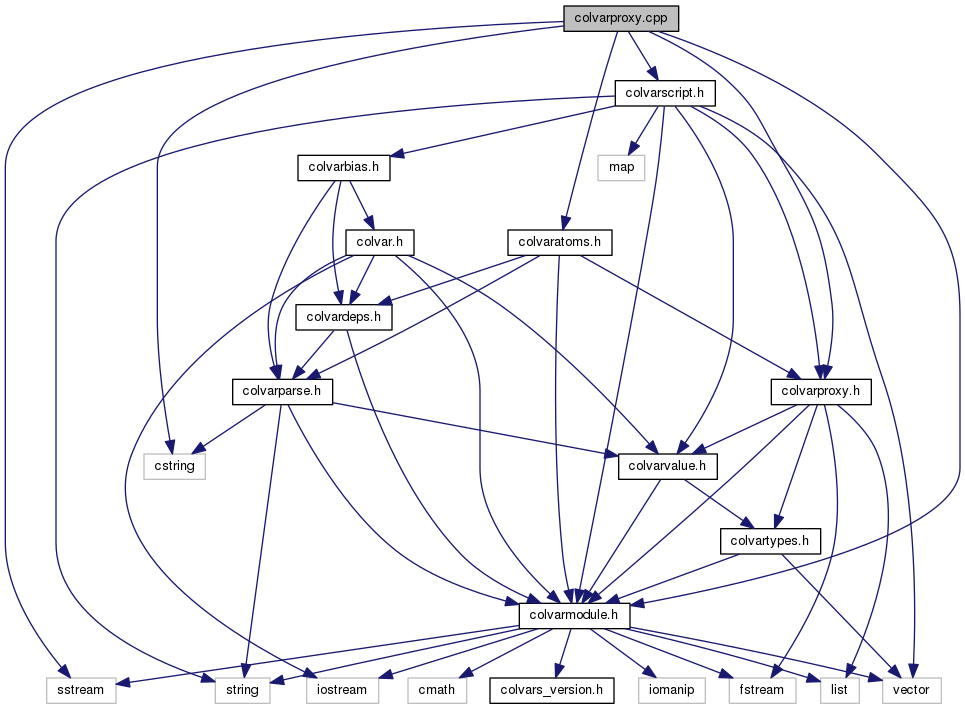 colvarproxy.cpp
colvarscript.h
colvarbias.h
map
colvar.h
colvaratoms.h
colvardeps.h
colvarparse.h
colvarproxy.h
cstring
colvarvalue.h
colvartypes.h
colvarmodule.h
sstream
string
iostream
cmath
colvars_version.h
iomanip
fstream
list
vector